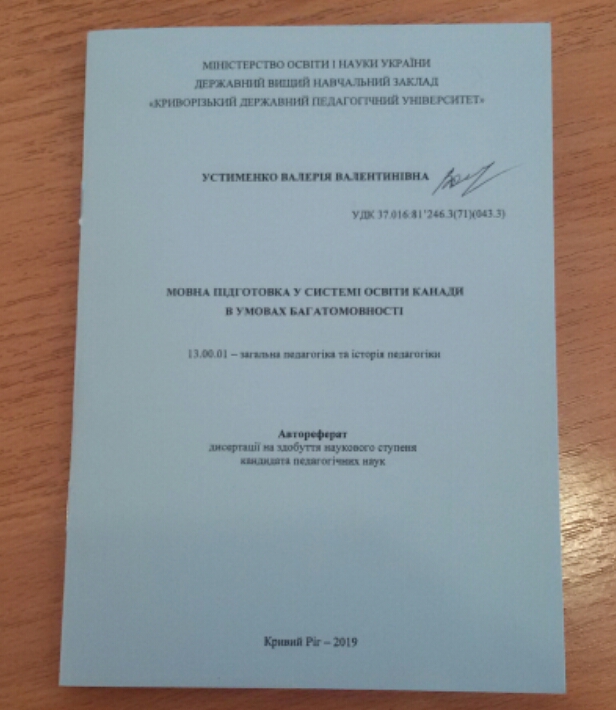 МІНІСТЕРСТВО ОСВІТИ І НАУКИ УКРАЇНИ
ДЕРЖАВНИЙ ВИЩИЙ НАВЧАЛЬНИЙ ЗАКЛАД
«КРИВОРІЗЬКИЙ ДЕРЖАВНИЙ ПЕДАГОГІЧНИЙ УНІВЕРСИТЕТ»
УСТИМЕНКО ВАЛЕРІЯ ВАЛЕНТИНІВНА
УДК 37.016:81'246.3(71)(043.3)
МОВНА ПІДГОТОВКА У СИСТЕМІ ОСВІТИ КАНАДИ
В УМОВАХ БАГАТОМОВНОСТІ
13.00.01 – загальна педагогіка та історія педагогіки
Автореферат
дисертації на здобуття наукового ступеня
кандидата педагогічних наук
Кривий Ріг – 2019